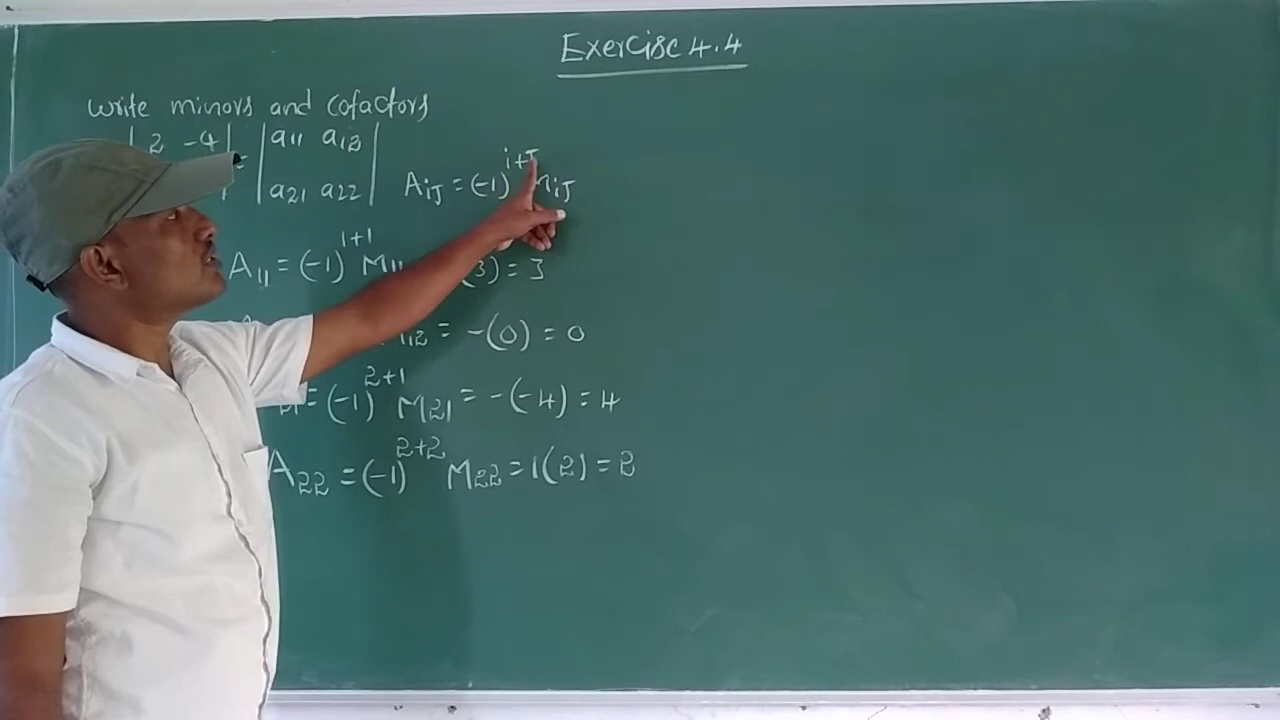 Exercise 4.4
write minors and cofactors
| 2 -4 | = | a11 a12 |
| a21 a22 |
AiJ = (-1)^i+J MiJ
A11 = (-1)^1+1 M11 (3) = 3
12 = -(0) = 0
= (-1)^2+1 M21 = -(-4) = 4
A22 = (-1)^2+2 M22 = 1(2) = 2